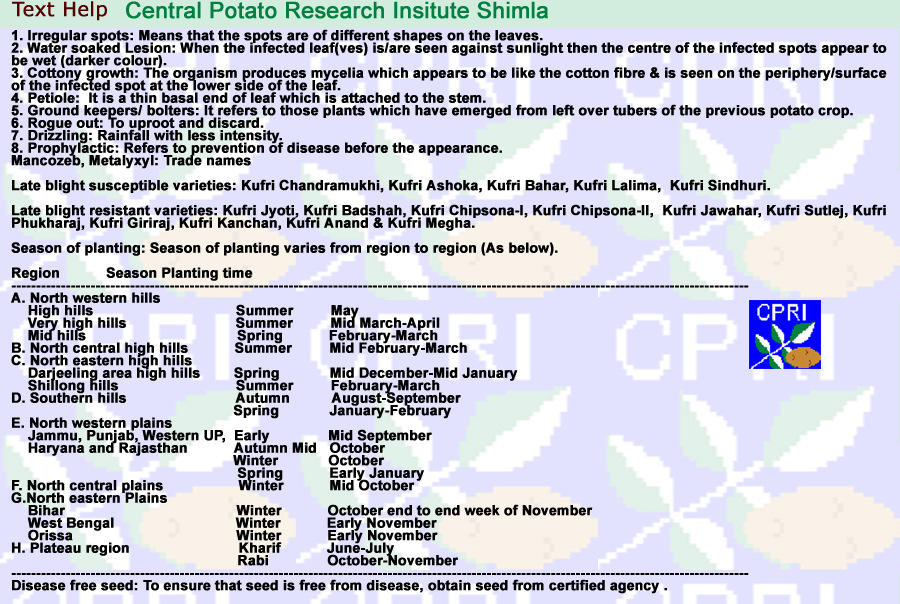 Text Help Central Potato Research Insitute Shimla
1. Irregular spots: Means that the spots are of different shapes on the leaves.
2. Water soaked Lesion: When the infected leaf(ves) is/are seen against sunlight then the centre of the infected spots appear to
be wet (darker colour).
3. Cottony growth: The organism produces mycelia which appears to be like the cotton fibre & is seen on the periphery/surface
of the infected spot at the lower side of the leaf.
4. Petiole: It is a thin basal end of leaf which is attached to the stem.
5. Ground keepers/ bolters: It refers to those plants which have emerged from left over tubers of the previous potato crop.
6. Rogue out: To uproot and discard.
7. Drizzling: Rainfall with less intensity.
8. Prophylactic: Refers to prevention of disease before the appearance.
Mancozeb, Metalyxyl: Trade names
Late blight susceptible varieties: Kufri Chandramukhi, Kufri Ashoka, Kufri Bahar, Kufri Lalima, Kufri Sindhuri.
Late blight resistant varieties: Kufri Jyoti, Kufri Badshah, Kufri Chipsona-I, Kufri Chipsona-II, Kufri Jawahar, Kufri Sutlej, Kufri
Phukharaj, Kufri Giriraj, Kufri Kanchan, Kufri Anand & Kufri Megha.
Season of planting: Season of planting varies from region to region (As below).
Region Season Planting time
A. North western hills
High hills Summer May
Very high hills Summer Mid March-April
Mid hills Spring February-March
B. North central high hills Summer Mid February-March
C. North eastern high hills
Darjeeling area high hills Spring Mid December-Mid January
Shillong hills Summer February-March
D. Southern hills Autumn August-September
Spring January-February
E. North western plains
Jammu, Punjab, Western UP, Early Mid September
Haryana and Rajasthan Autumn Mid October
Winter October
Spring Early January
F. North central plains Winter Mid October
G.North eastern Plains
Bihar Winter October end to end week of November
West Bengal Winter Early November
Orissa Winter Early November
H. Plateau region Kharif June-July
Rabi October-November
Disease free seed: To ensure that seed is free from disease, obtain seed from certified agency .
CPRI